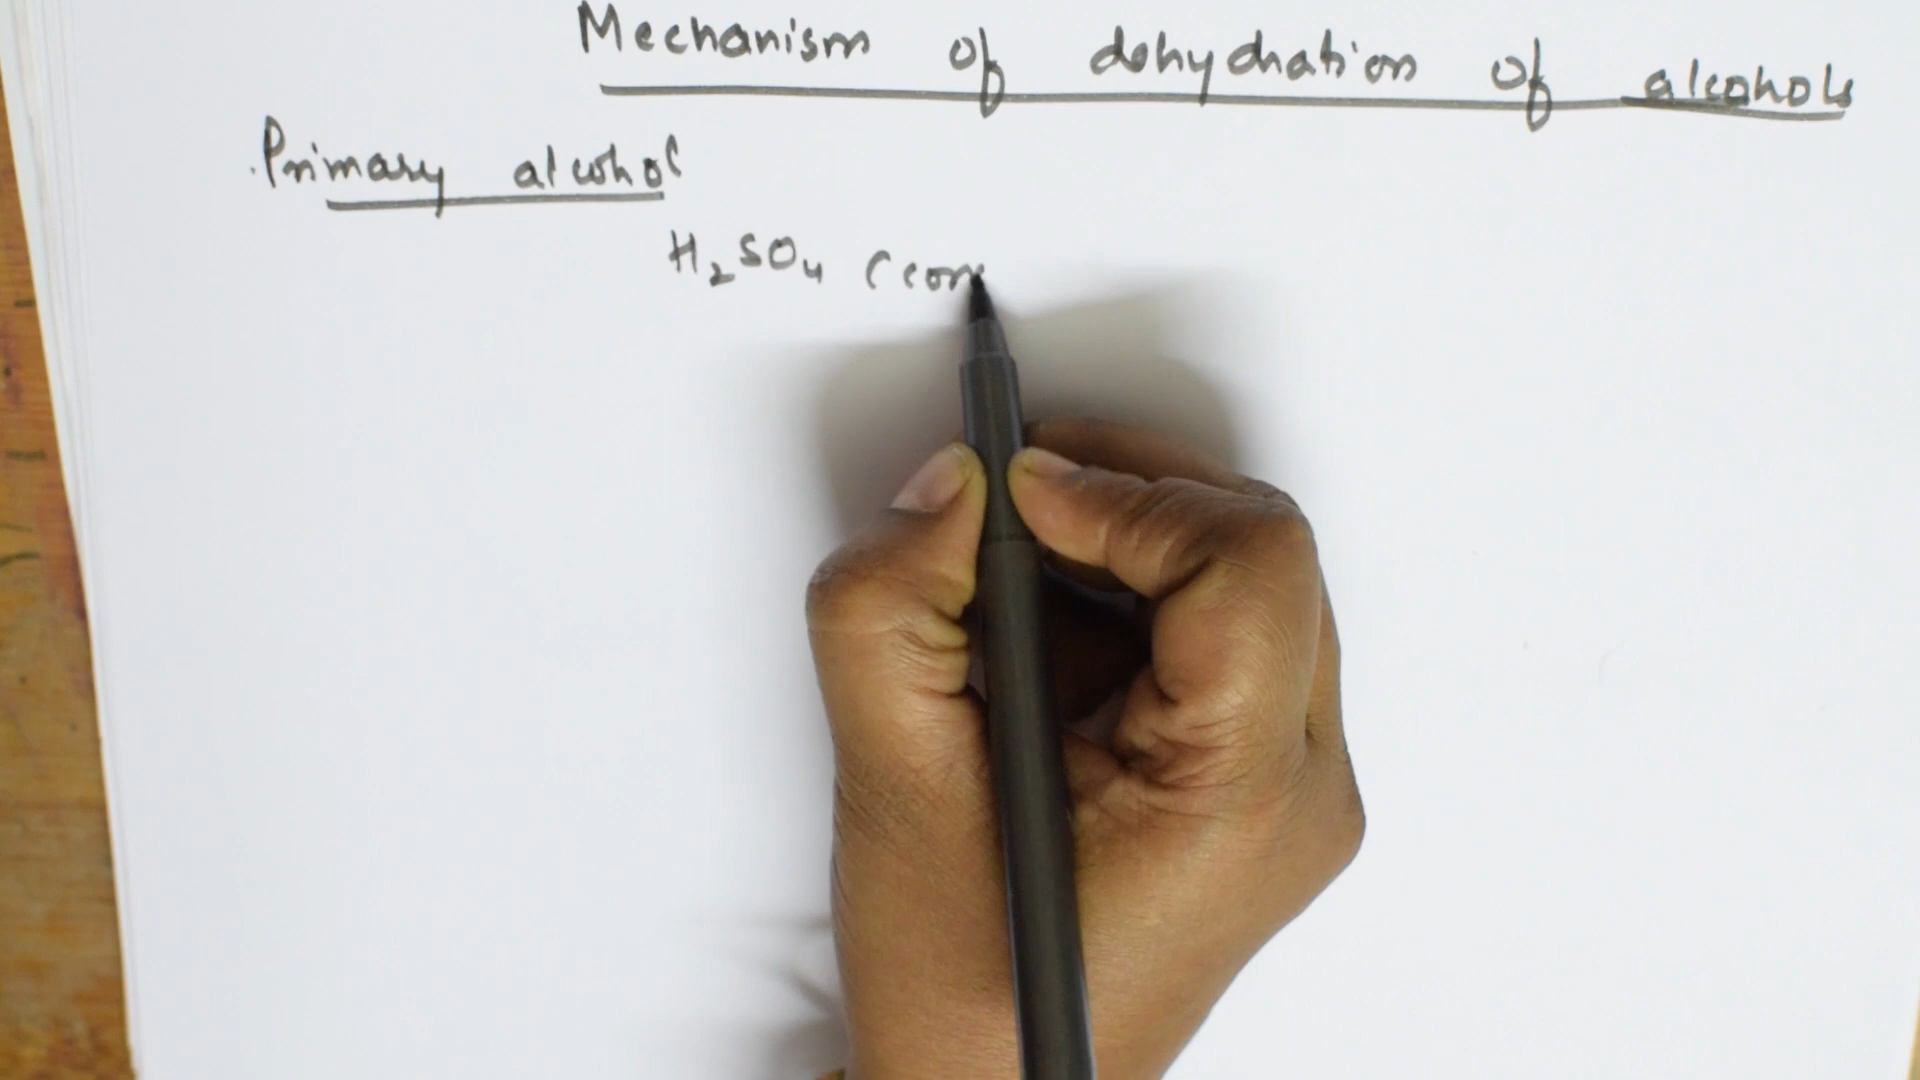 Mechanism of dehydration of alcohols
Primary alcohol
H₂SO₄ (con